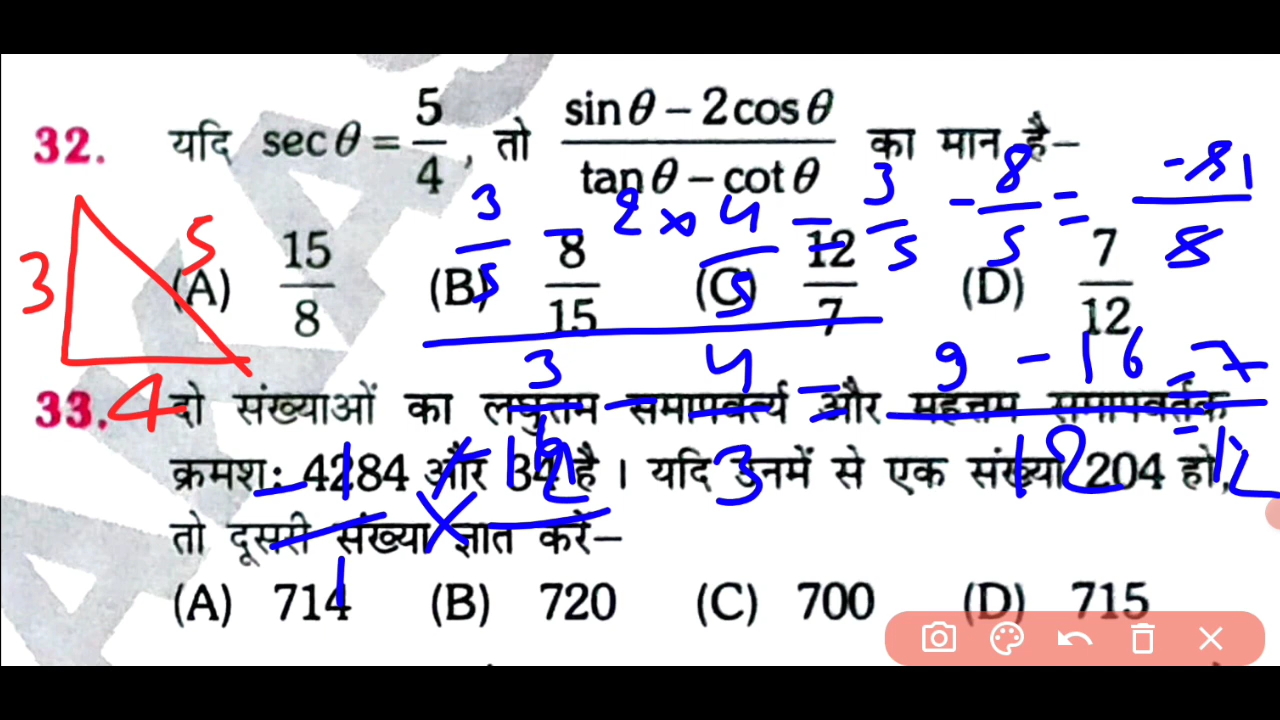 32. यदि secθ = 5/4, तो (sinθ – 2cosθ)/(tanθ – cotθ) का मान है–
3/5 – 2 × 4/5 = 3/5 – 8/5 =
(A) 15/8 (B) 8/15 (C) 12/7 (D) 7/12
3 5 4
3 4 = 9 – 16 = –7
3 12 12
33. दो संख्याओं का लघुत्तम समापवर्त्य और महत्तम समापवर्तक
क्रमश: 4284 और 34 है। यदि उनमें से एक संख्या 204 हो,
तो दूसरी संख्या ज्ञात करें–
(A) 714 (B) 720 (C) 700 (D) 715